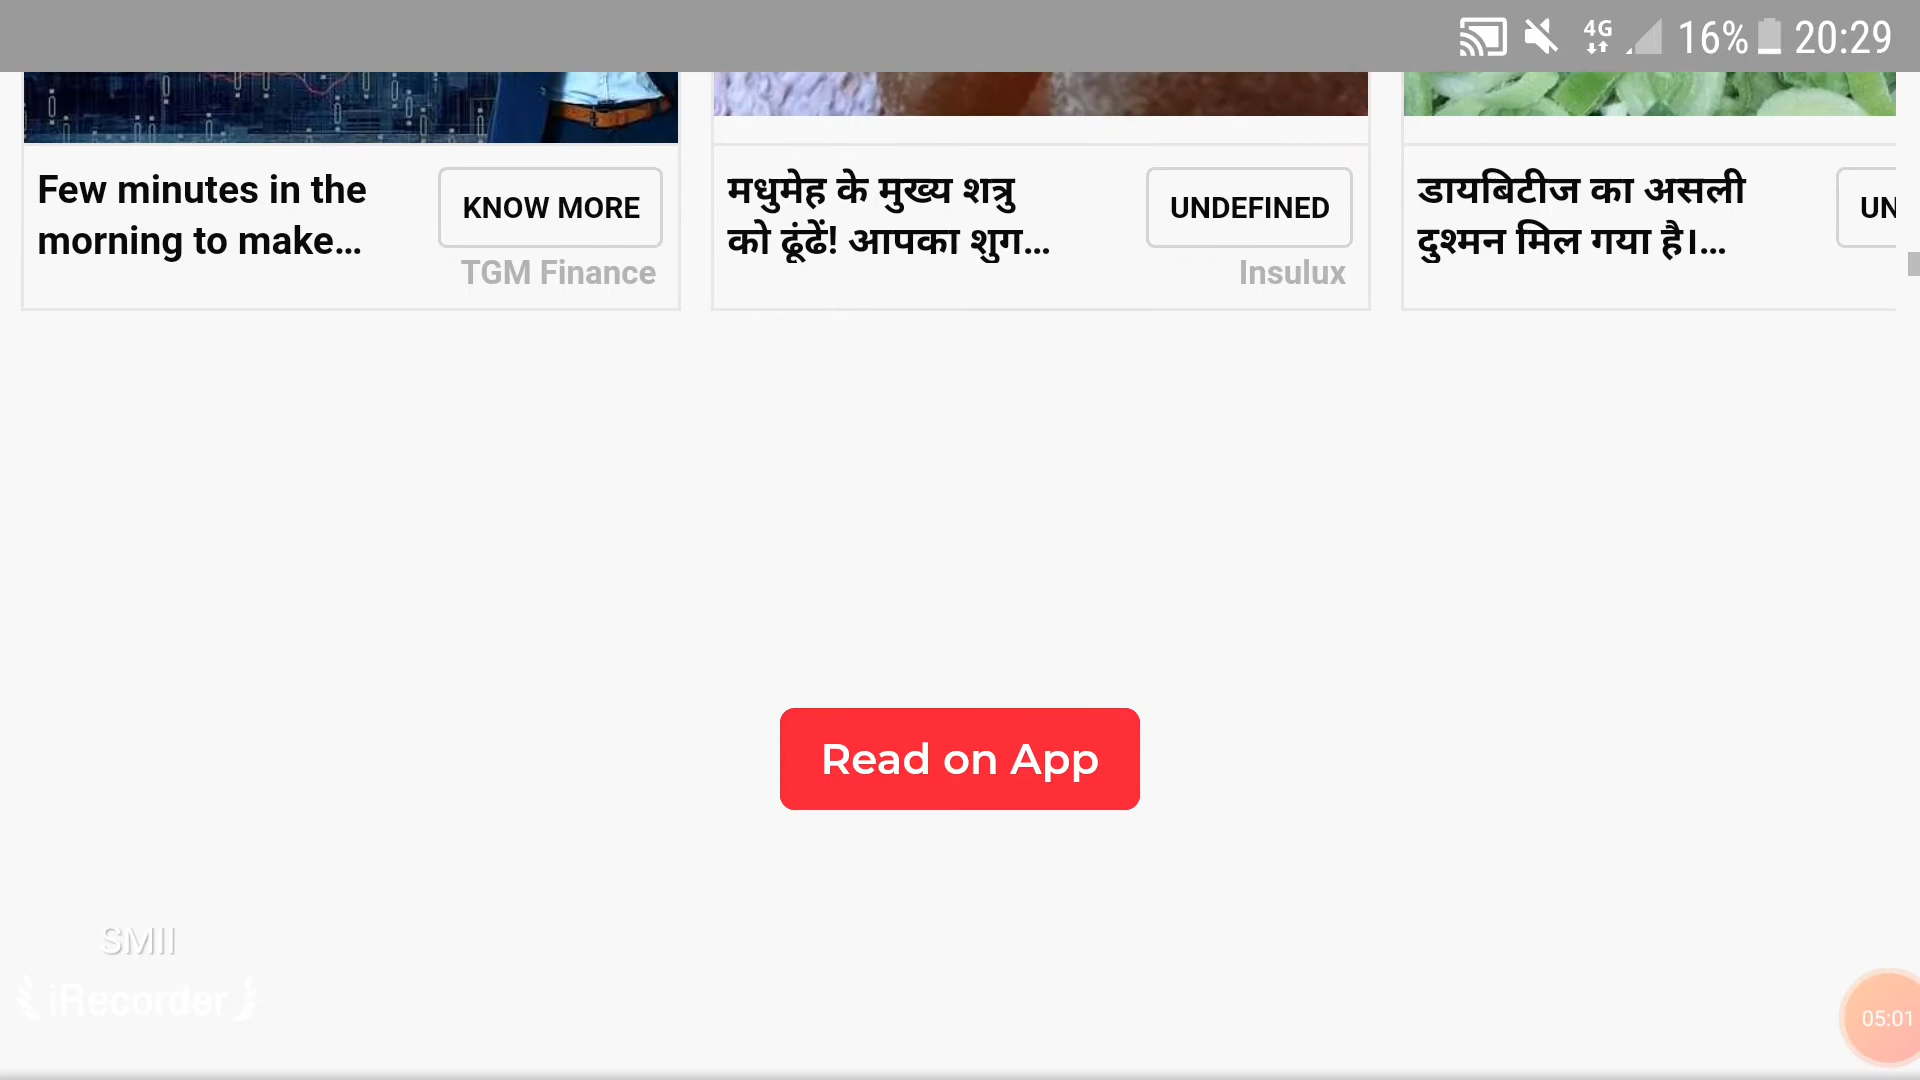 4G 16% 20:29
Few minutes in the
morning to make...
KNOW MORE
TGM Finance
मधुमेह के मुख्य शत्रु
को ढूंढें! आपका शुग...
UNDEFINED
Insulux
डायबिटीज का असली
दुश्मन मिल गया है।...
UN
Read on App
SMII
iRecorder
05:01